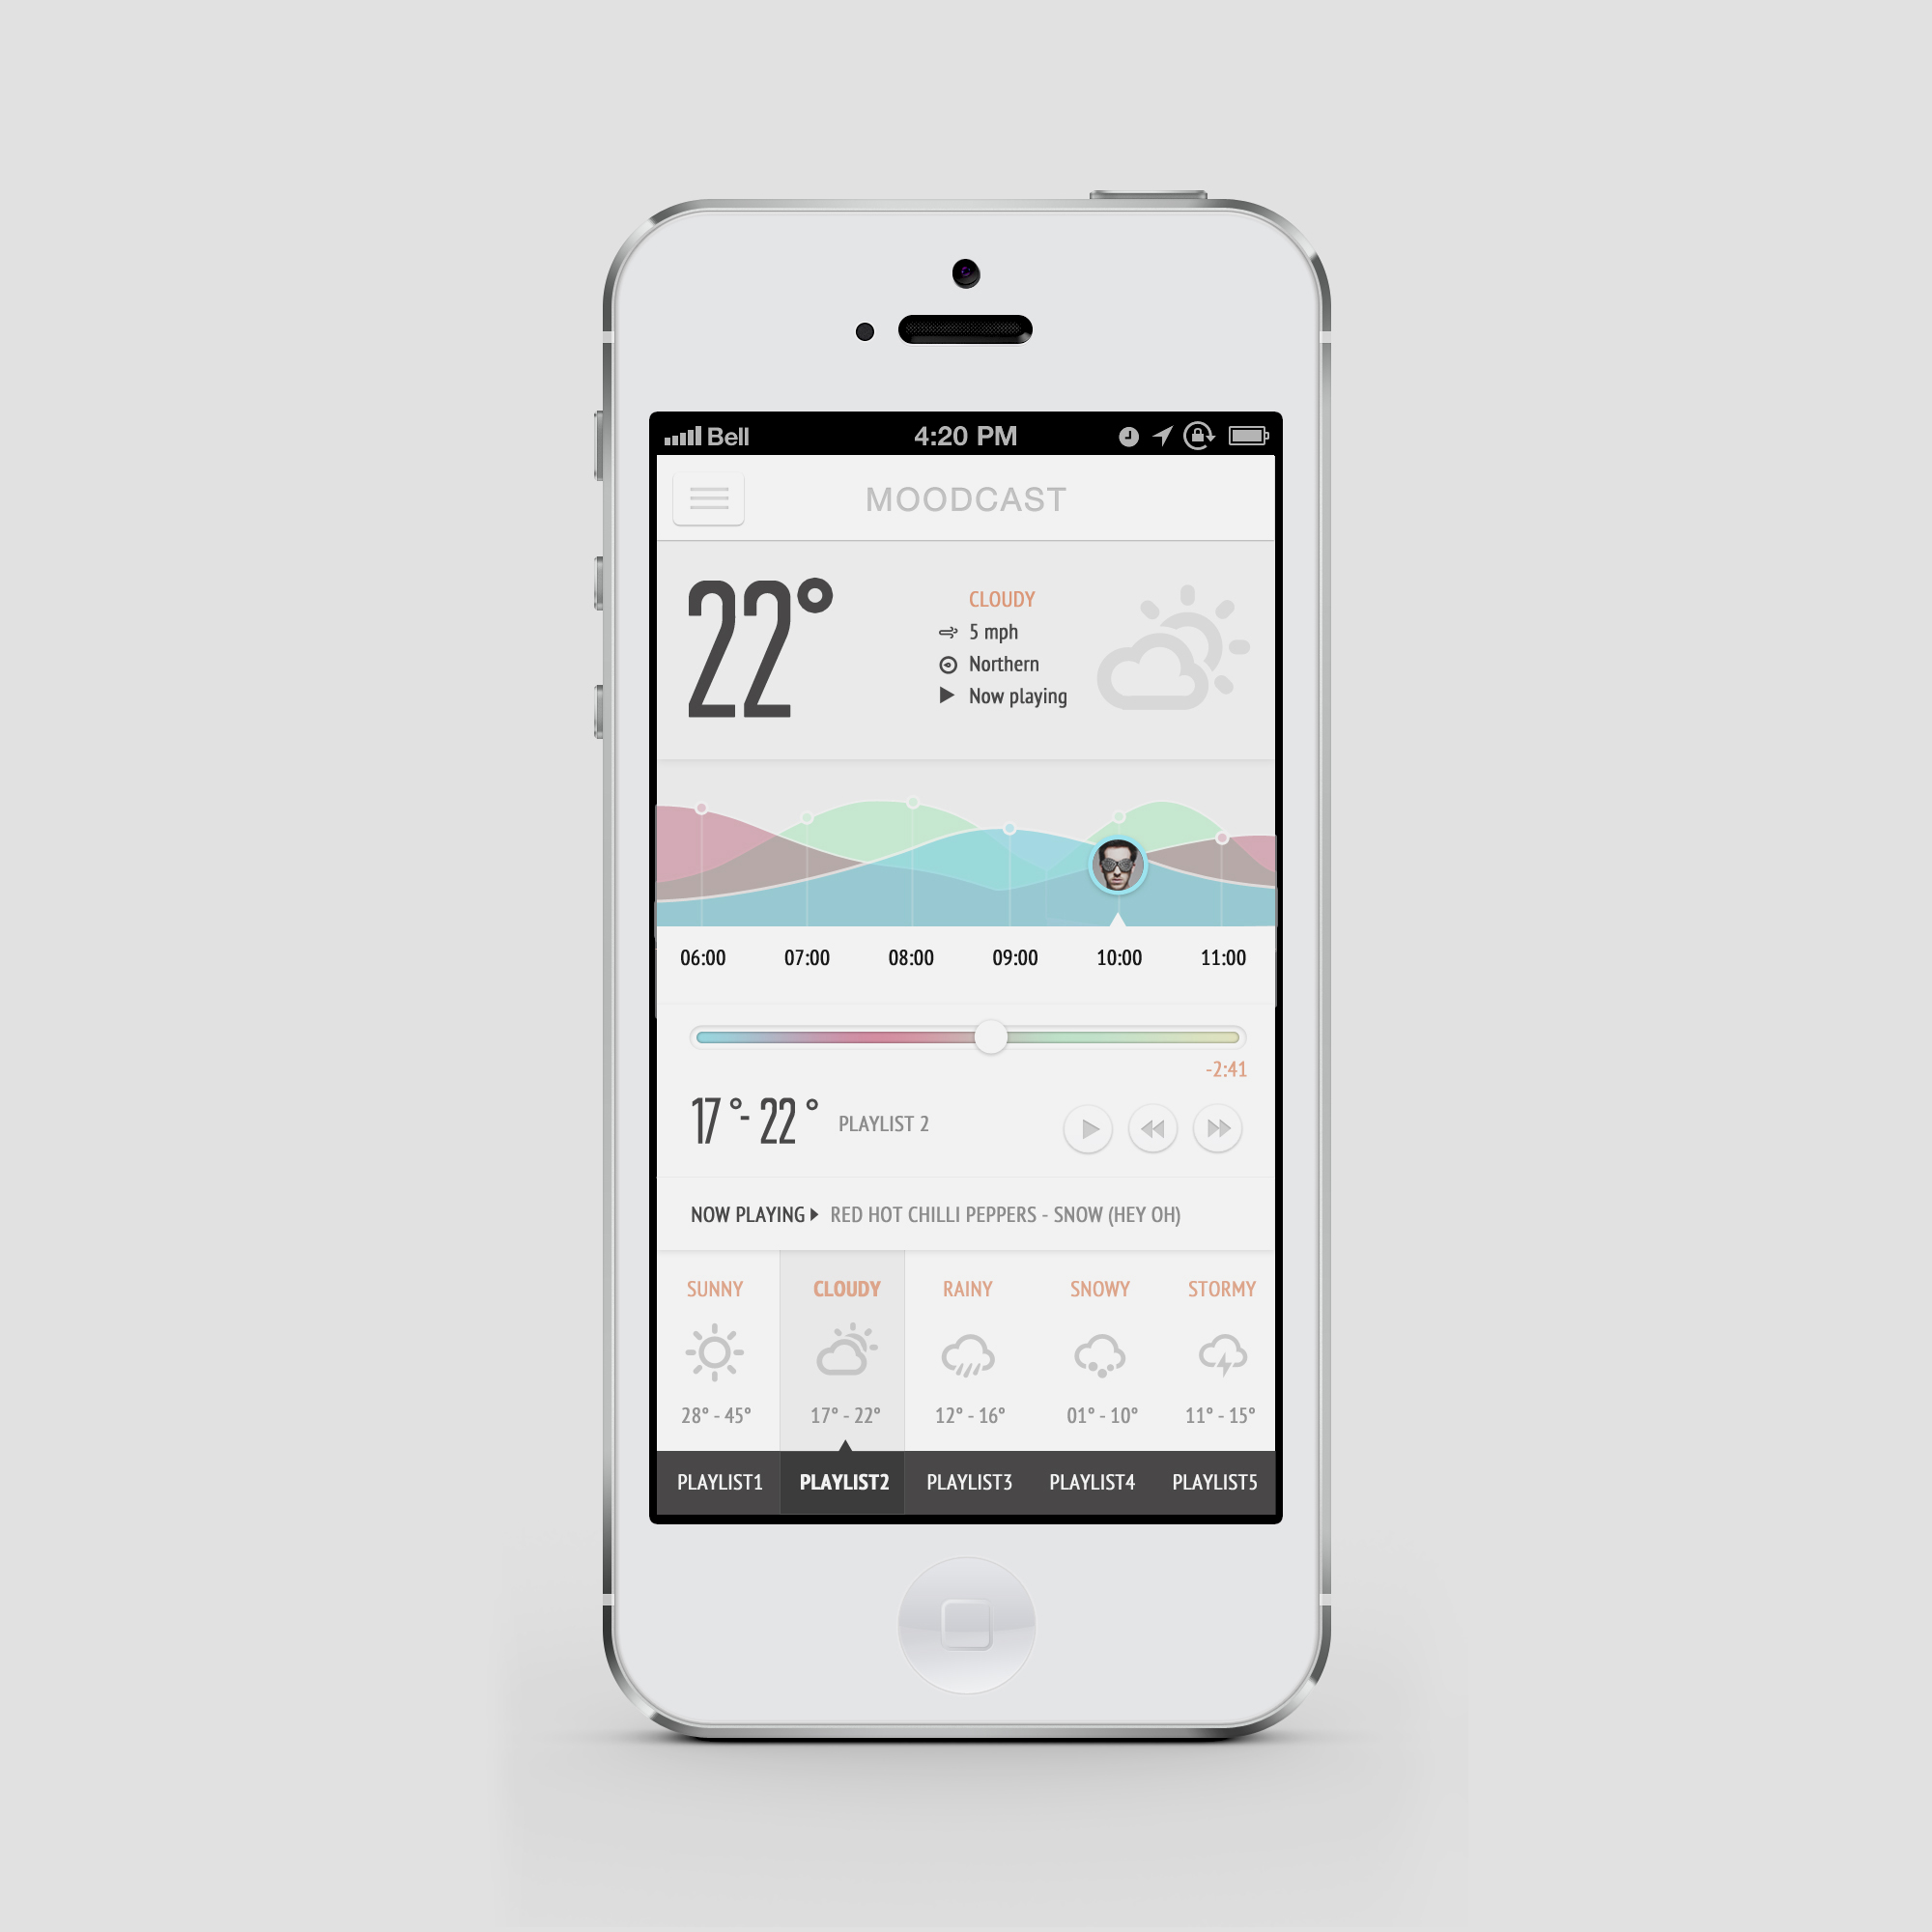 Bell 4:20 PM
MOODCAST
22°
CLOUDY
5 mph
Northern
Now playing
06:00 07:00 08:00 09:00 10:00 11:00
-2:41
17°- 22° PLAYLIST 2
NOW PLAYING RED HOT CHILLI PEPPERS - SNOW (HEY OH)
SUNNY CLOUDY RAINY SNOWY STORMY
28° - 45° 17° - 22° 12° - 16° 01° - 10° 11° - 15°
PLAYLIST1 PLAYLIST2 PLAYLIST3 PLAYLIST4 PLAYLIST5